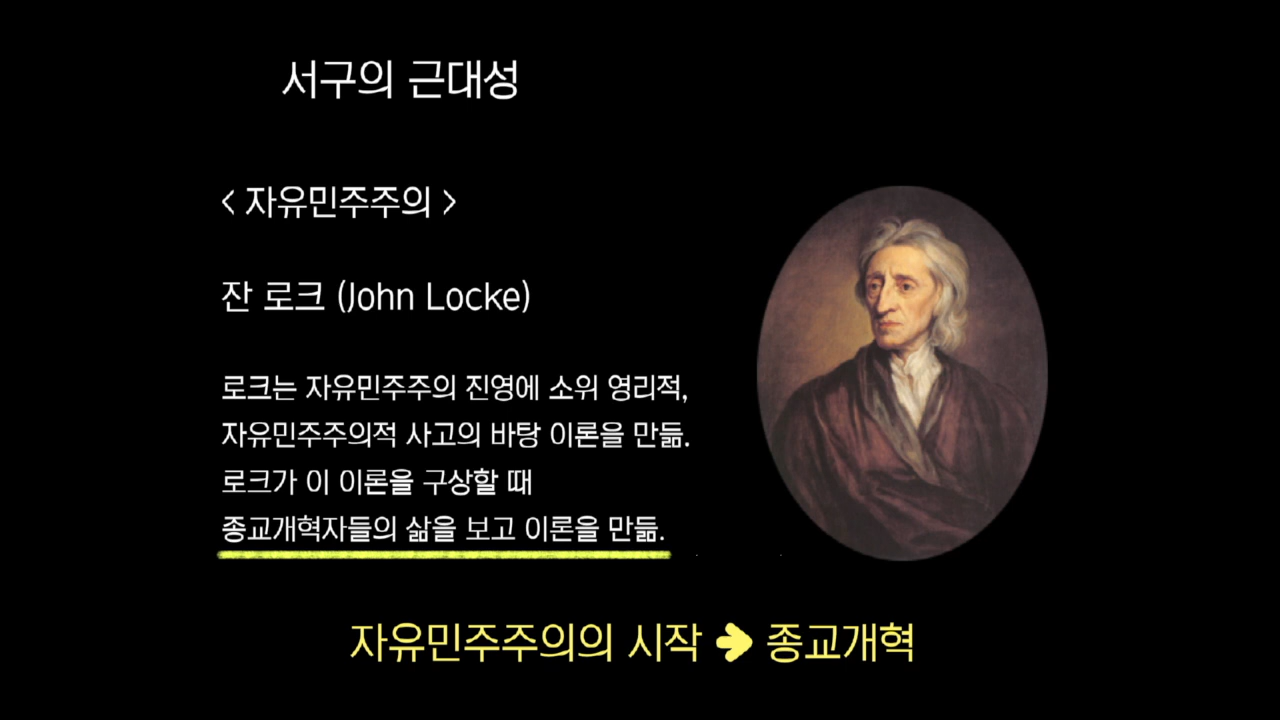 서구의 근대성
< 자유민주주의 >
잔 로크 (John Locke)
로크는 자유민주주의 진영에 소위 영리적,
자유민주주의적 사고의 바탕 이론을 만듦.
로크가 이 이론을 구상할 때
종교개혁자들의 삶을 보고 이론을 만듦.
자유민주주의의 시작 ➔ 종교개혁